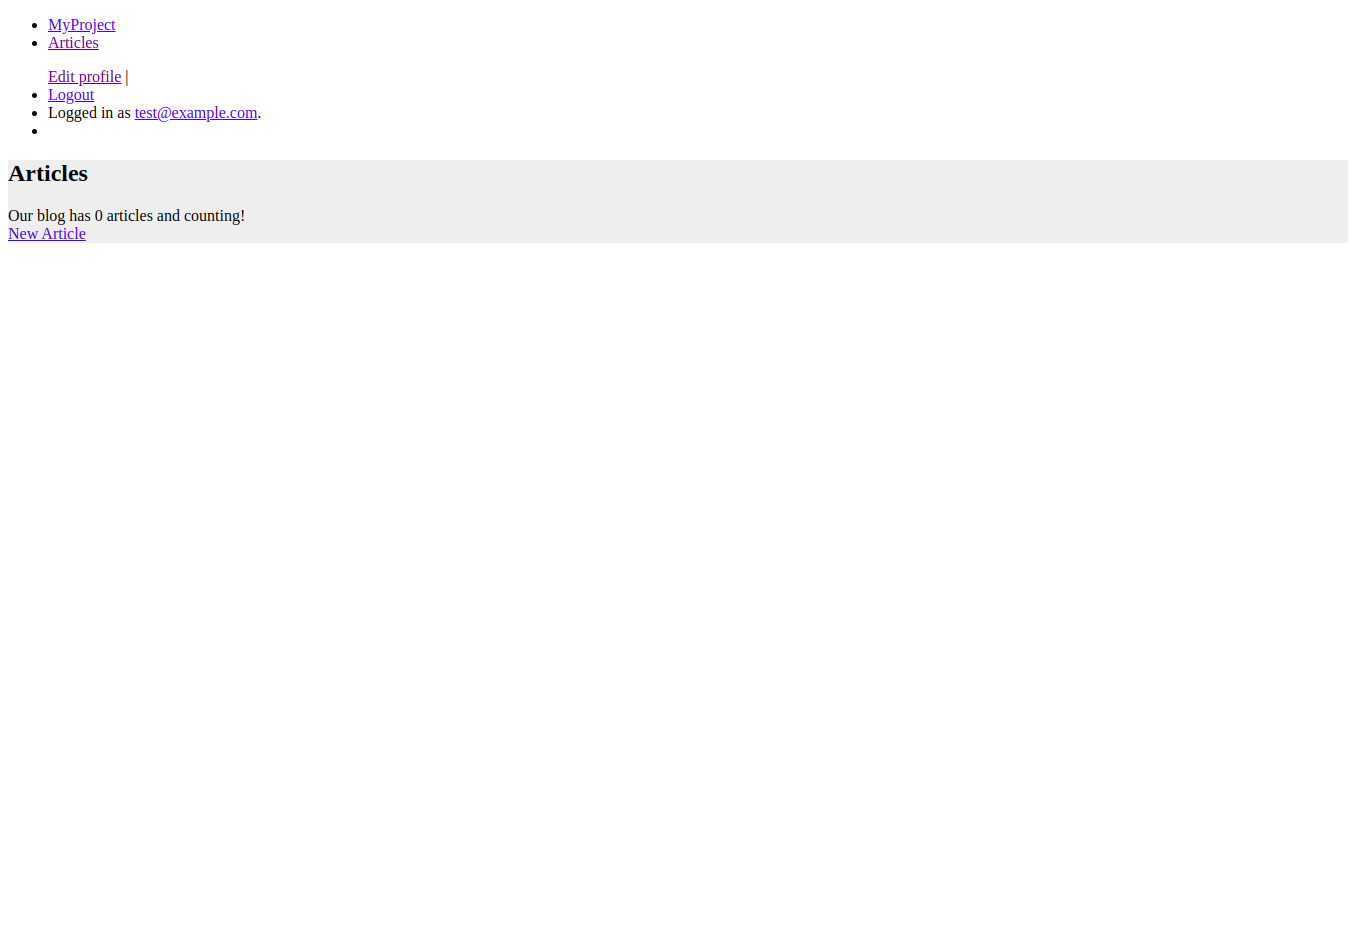 MyProject
Articles
Edit profile |
Logout
Logged in as test@example.com.
Articles
Our blog has 0 articles and counting!
New Article